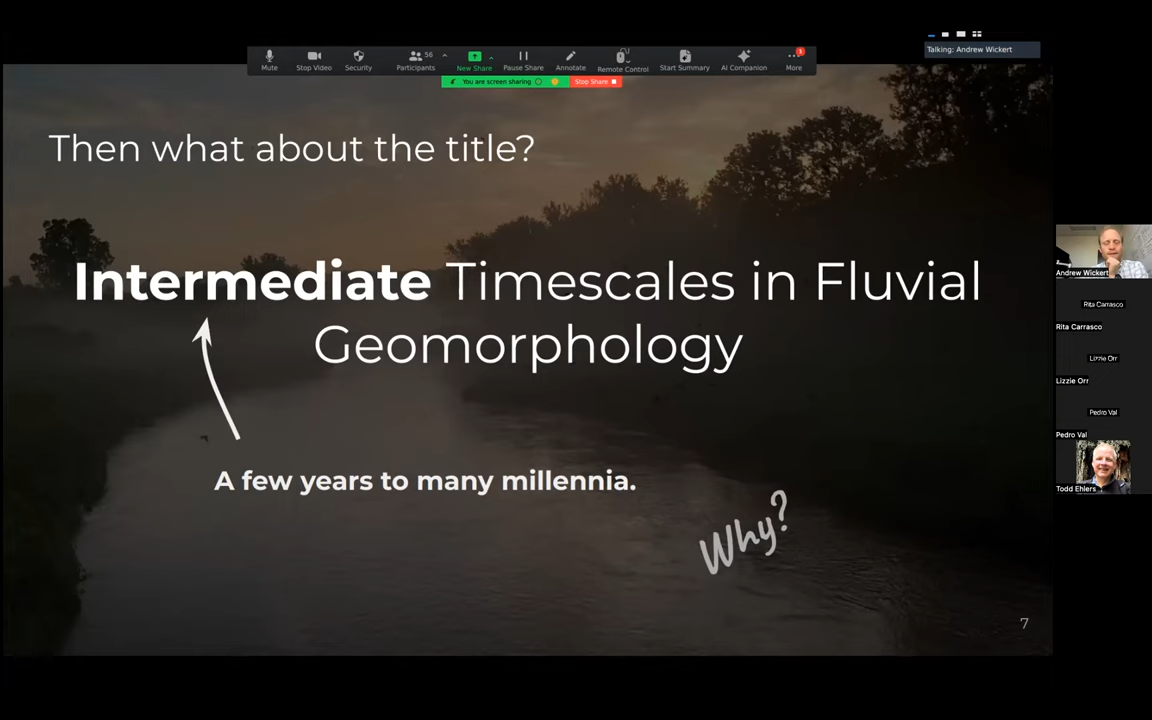 Talking: Andrew Wickert
Mute
Stop Video
Security
Participants
56
New Share
Pause Share
Annotate
Remote Control
Start Summary
AI Companion
More
1
You are screen sharing
Stop Share
Then what about the title?
Intermediate Timescales in Fluvial
Geomorphology
A few years to many millennia.
Why?
7
Andrew Wickert
Rita Carrasco
Rita Carrasco
Lizzie Orr
Lizzie Orr
Pedro Val
Pedro Val
Todd Ehlers